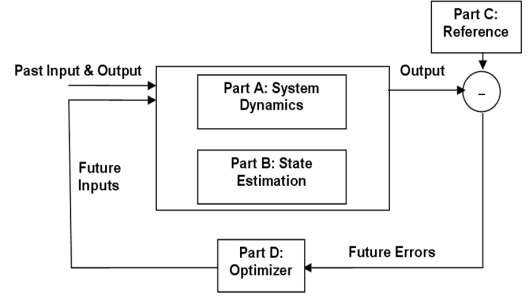 Part C:
Reference
Past Input & Output
Output
Part A: System
Dynamics
–
Part B: State
Estimation
Future
Inputs
Part D:
Optimizer
Future Errors